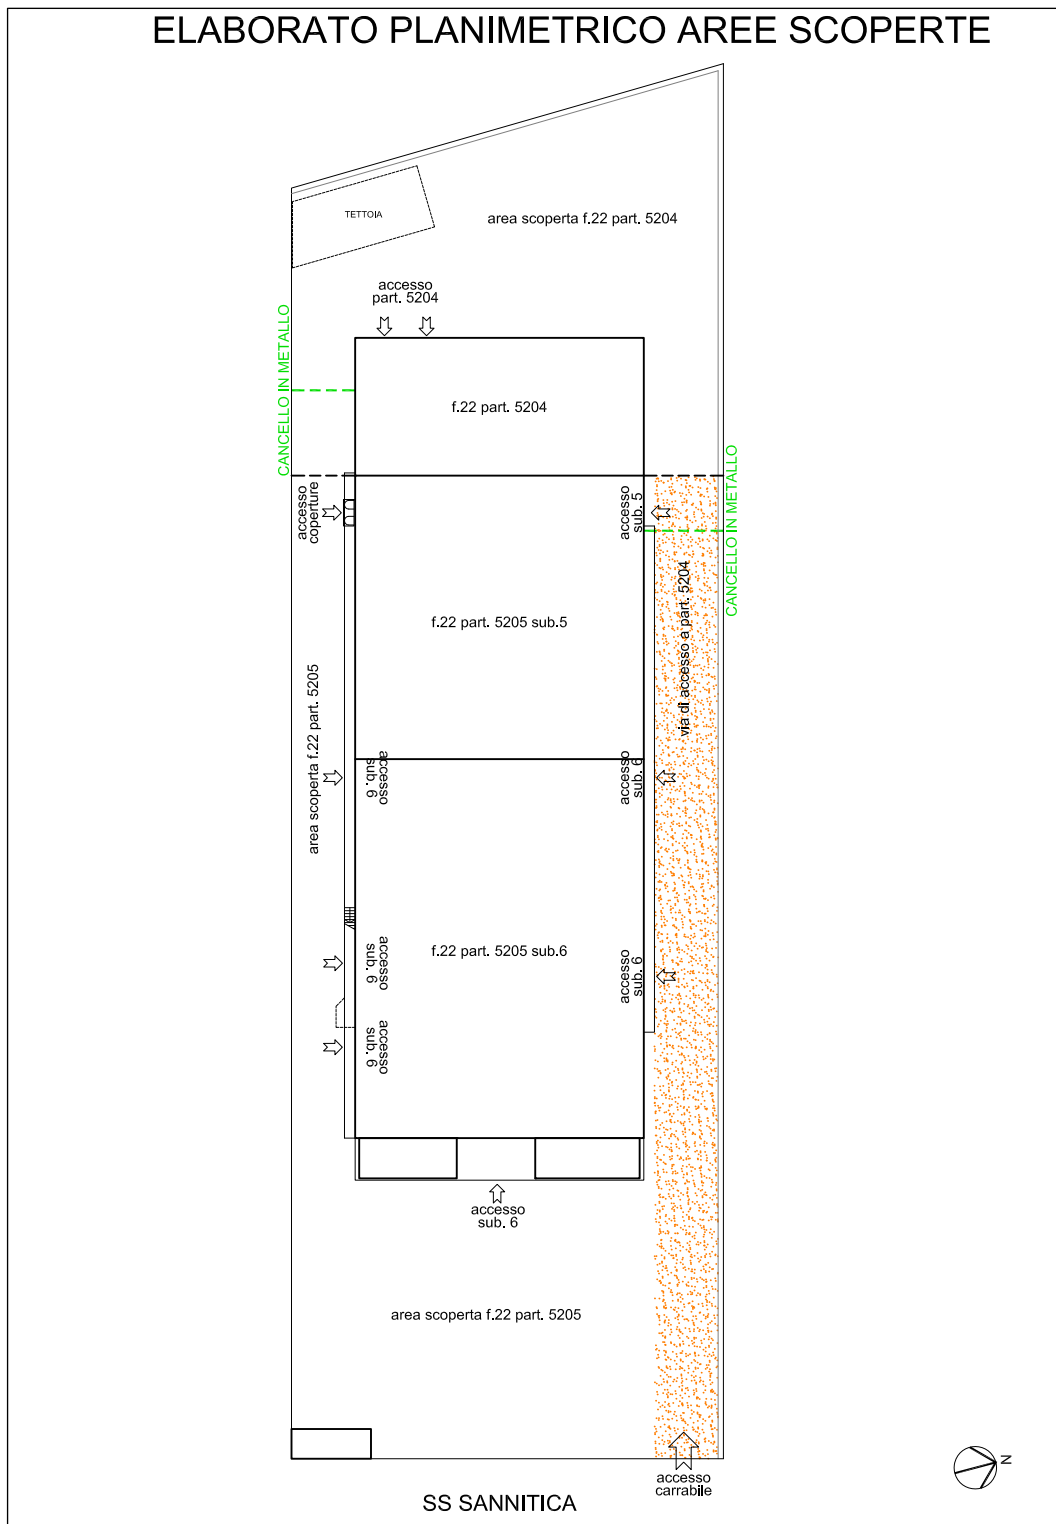 ELABORATO PLANIMETRICO AREE SCOPERTE
TETTOIA
area scoperta f.22 part. 5204
accesso
part. 5204
CANCELLO IN METALLO
f.22 part. 5204
CANCELLO IN METALLO
accesso
coperture
accesso
sub. 5
f.22 part. 5205 sub.5
via di accesso a part. 5204
area scoperta f.22 part. 5205
accesso
sub. 6
accesso
sub. 6
f.22 part. 5205 sub.6
accesso
sub. 6
accesso
sub. 6
accesso
sub. 6
accesso
sub. 6
area scoperta f.22 part. 5205
accesso
carrabile
SS SANNITICA
N